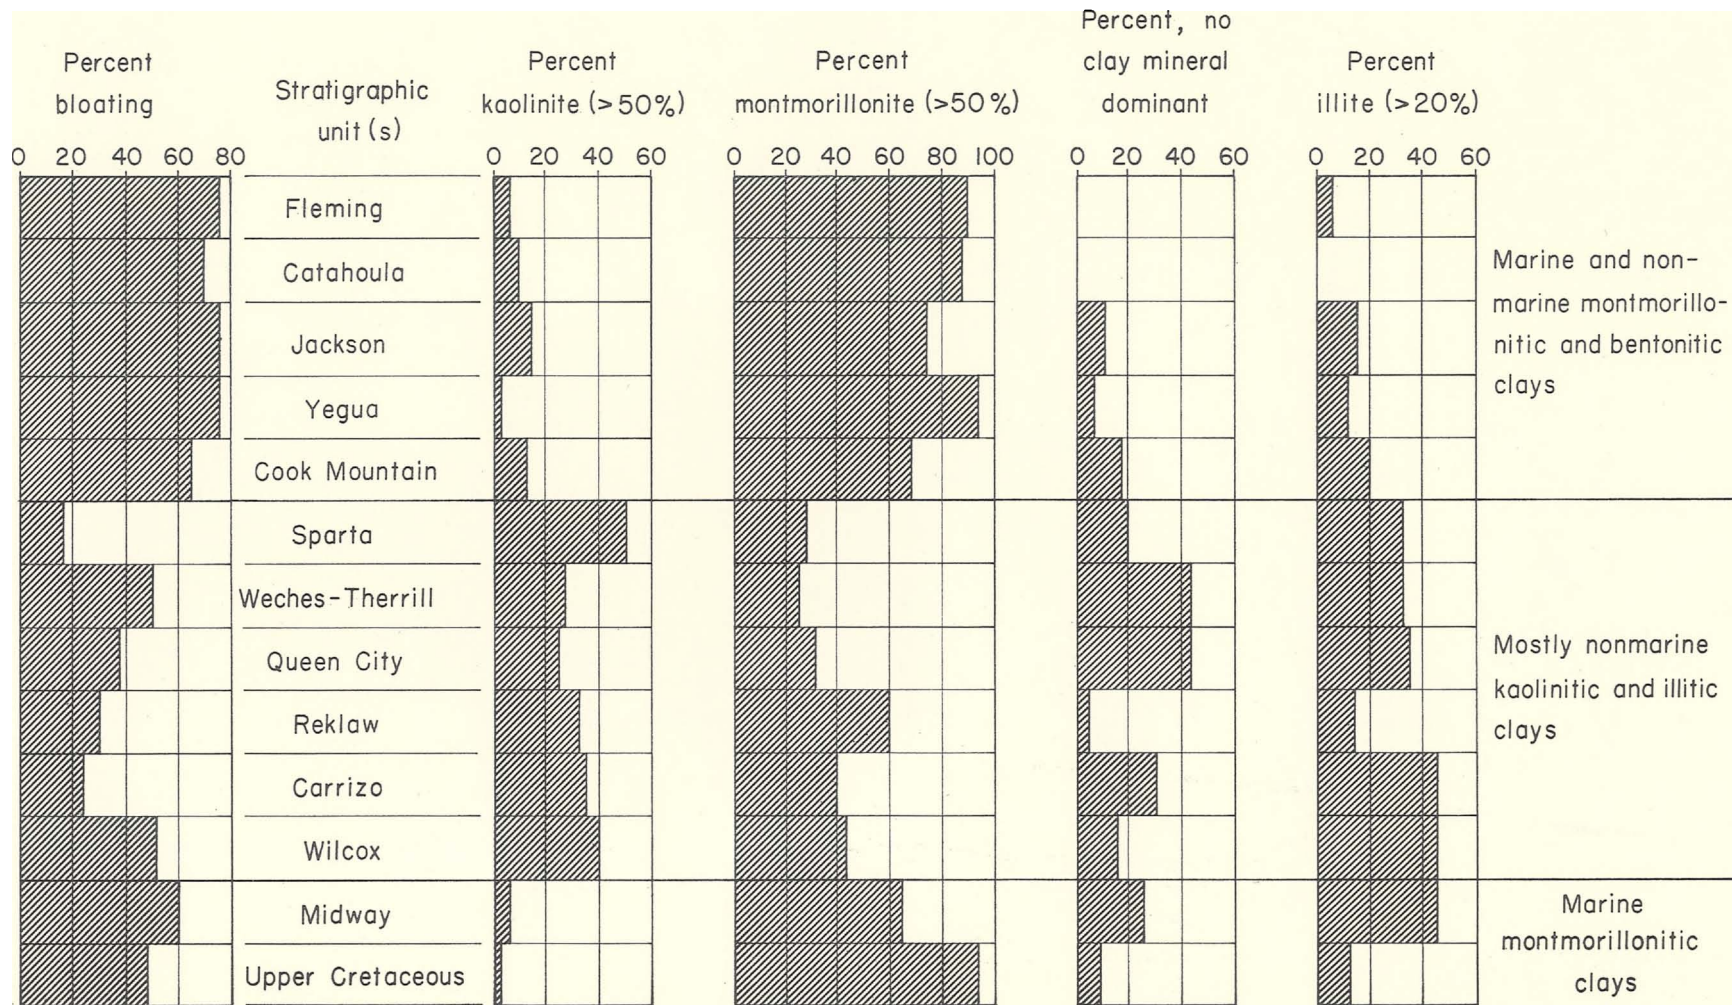 Percent
bloating
Stratigraphic
unit (s)
Percent
kaolinite (>50%)
Percent
montmorillonite (>50%)
Percent, no
clay mineral
dominant
Percent
illite (>20%)
0 20 40 60 80
0 20 40 60
0 20 40 60 80 100
0 20 40 60
0 20 40 60
Fleming
Catahoula
Jackson
Yegua
Cook Mountain
Sparta
Weches-Therrill
Queen City
Reklaw
Carrizo
Wilcox
Midway
Upper Cretaceous
Marine and non-
marine montmorillo-
nitic and bentonitic
clays
Mostly nonmarine
kaolinitic and illitic
clays
Marine
montmorillonitic
clays